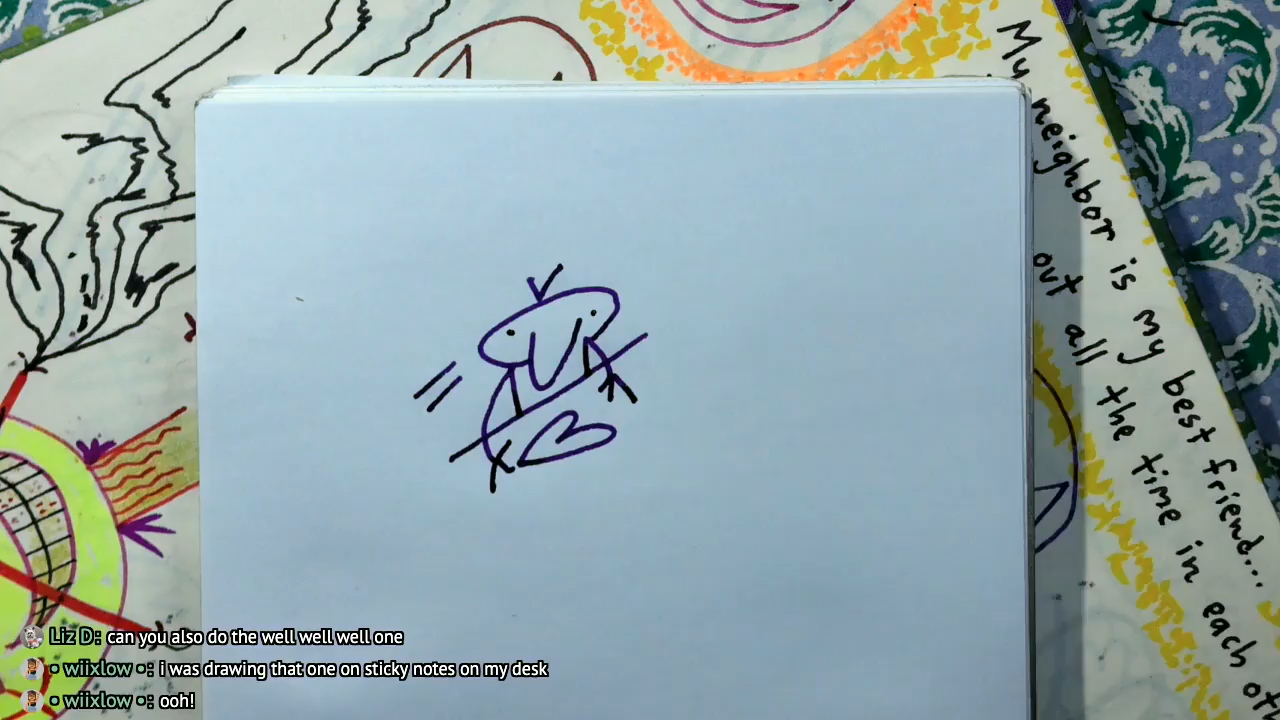 My neighbor is my best friend...
out all the time in each oth
Liz D: can you also do the well well well one
• wiixlow •: i was drawing that one on sticky notes on my desk
• wiixlow •: ooh!